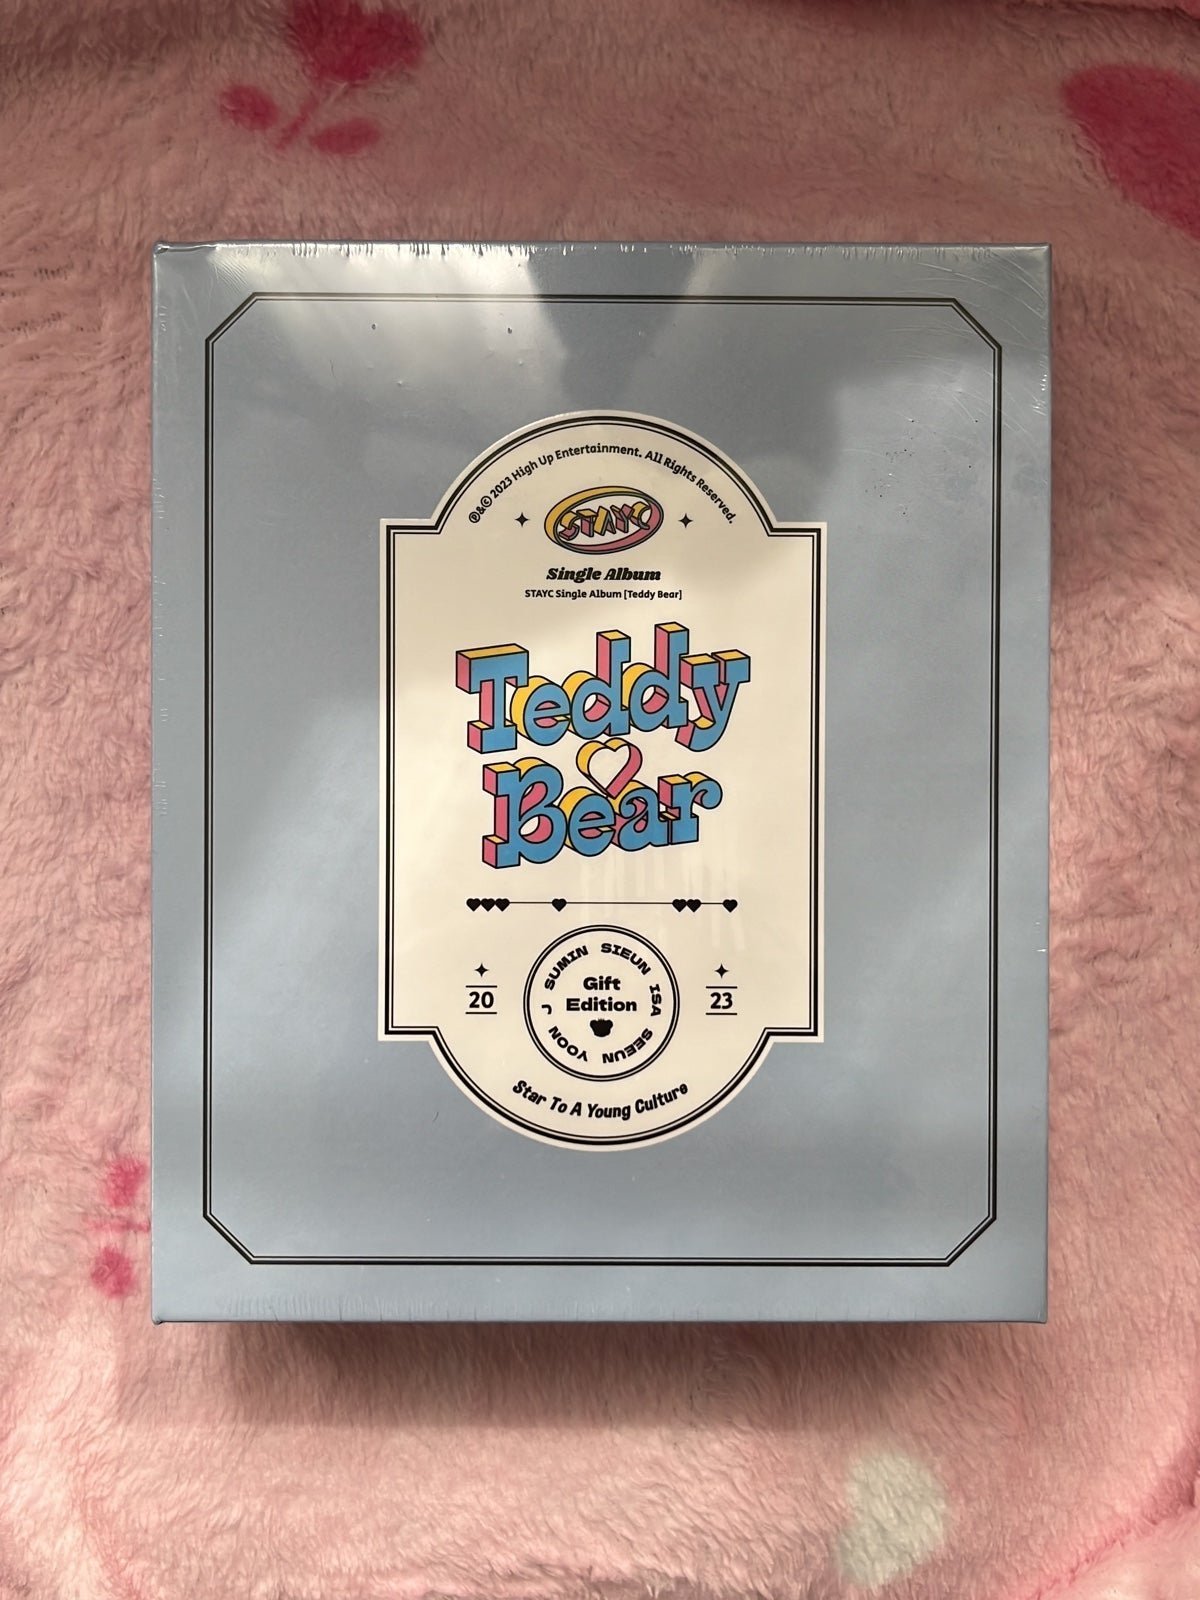 ℗&© 2023 High Up Entertainment. All Rights Reserved.
STAYC
Single Album
STAYC Single Album [Teddy Bear]
Teddy
Bear
SUMIN SIEUN ISA SEEUN YOON J
Gift
Edition
20
23
Star To A Young Culture